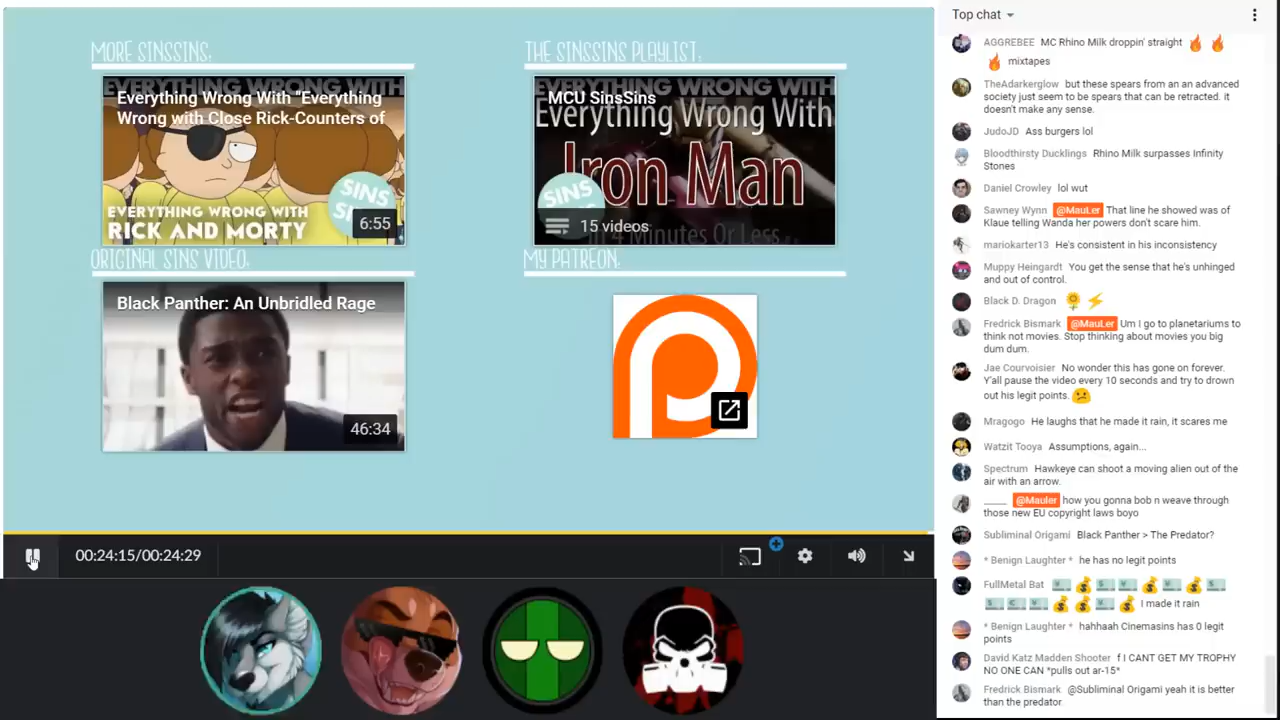 MORE SINSSINS:
EVERYTHING WRONG WITH
Everything Wrong With "Everything
Wrong with Close Rick-Counters of
EVERYTHING WRONG WITH
RICK AND MORTY
SINS
6:55
THE SINSSINS PLAYLIST:
EVERYTHING WRONG WITH
MCU SinsSins
Everything Wrong With
Iron Man
SINS
15 videos
In 2 Minutes Or Less...
ORIGINAL SINS VIDEO:
Black Panther: An Unbridled Rage
46:34
MY PATREON:
00:24:15/00:24:29
Top chat
AGGREBEE MC Rhino Milk droppin' straight 🔥 🔥
🔥 mixtapes
TheAdarkerglow but these spears from an an advanced
society just seem to be spears that can be retracted. it
doesn't make any sense.
JudoJD Ass burgers lol
Bloodthirsty Ducklings Rhino Milk surpasses Infinity
Stones
Daniel Crowley lol wut
Sawney Wynn @MauLer That line he showed was of
Klaue telling Wanda her powers don't scare him.
mariokarter13 He's consistent in his inconsistency
Muppy Heingardt You get the sense that he's unhinged
and out of control.
Black D. Dragon 🌻⚡
Fredrick Bismark @MauLer Um I go to planetariums to
think not movies. Stop thinking about movies you big
dum dum.
Jae Courvoisier No wonder this has gone on forever.
Y'all pause the video every 10 seconds and try to drown
out his legit points. 😕
Mragogo He laughs that he made it rain, it scares me
Watzit Tooya Assumptions, again...
Spectrum Hawkeye can shoot a moving alien out of the
air with an arrow.
_____ @Mauler how you gonna bob n weave through
those new EU copyright laws boyo
Subliminal Origami Black Panther > The Predator?
* Benign Laughter * he has no legit points
FullMetal Bat 💴💰💵💴💰💴💰💵
💵💶💴💰💰💴💰 I made it rain
* Benign Laughter * hahhaah Cinemasins has 0 legit
points
David Katz Madden Shooter f I CANT GET MY TROPHY
NO ONE CAN *pulls out ar-15*
Fredrick Bismark @Subliminal Origami yeah it is better
than the predator